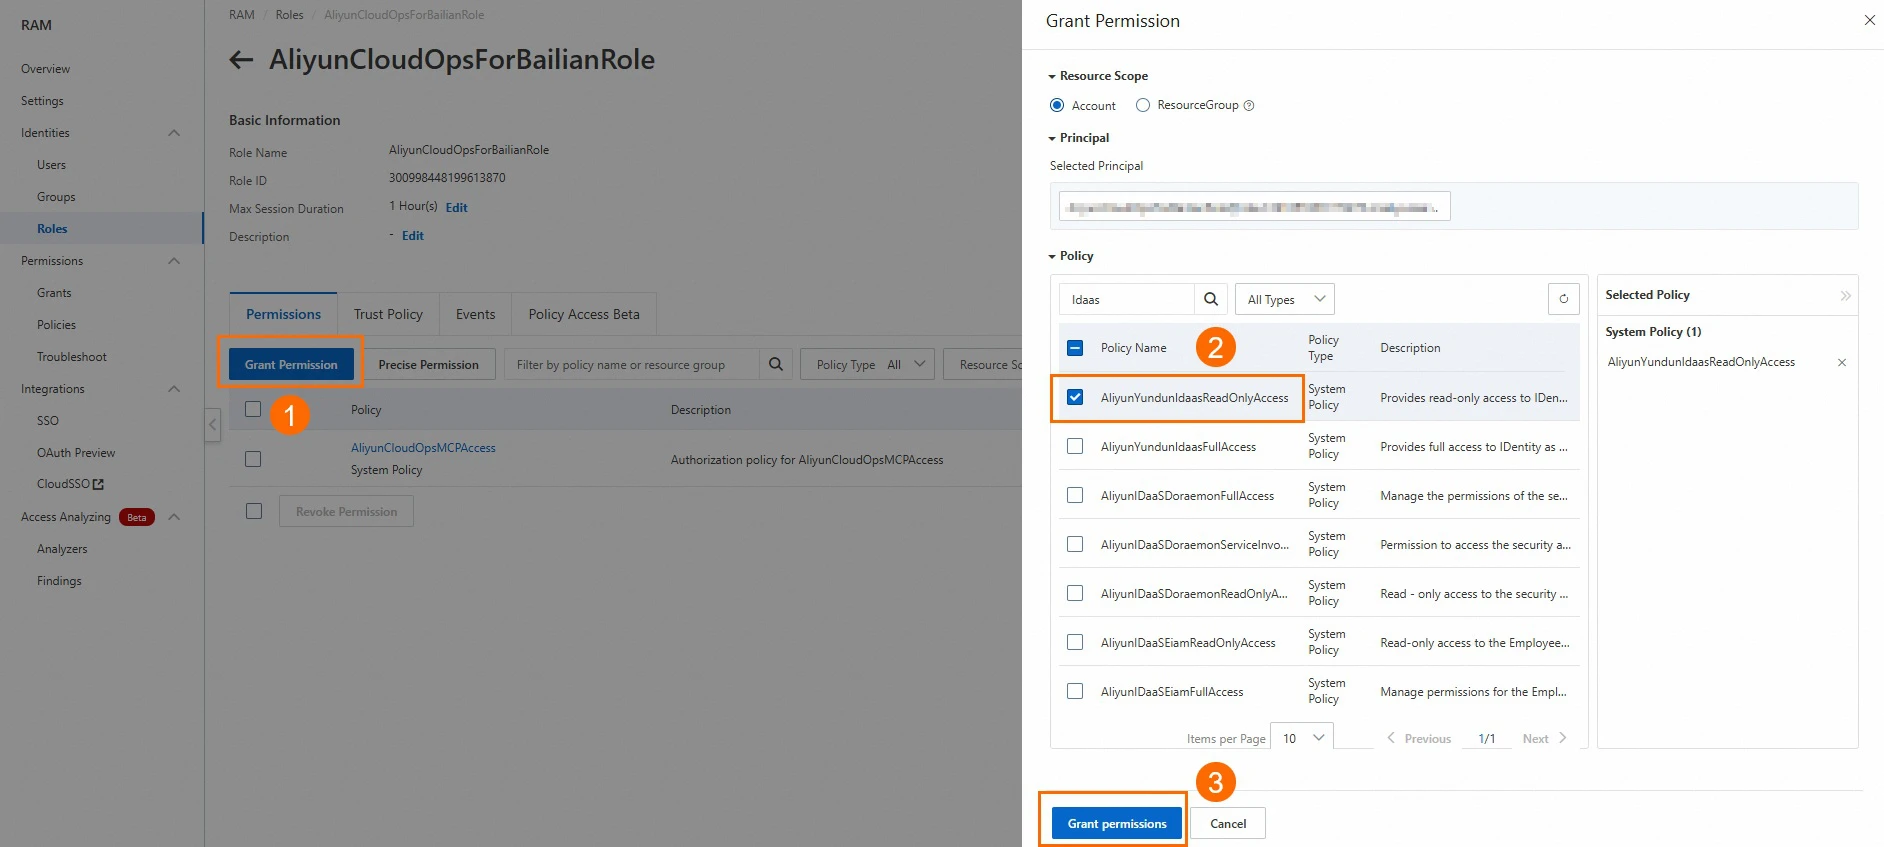 RAM
Overview
Settings
Identities
Users
Groups
Roles
Permissions
Grants
Policies
Troubleshoot
Integrations
SSO
OAuth Preview
CloudSSO
Access Analyzing Beta
Analyzers
Findings
RAM / Roles / AliyunCloudOpsForBailianRole
AliyunCloudOpsForBailianRole
Basic Information
Role Name AliyunCloudOpsForBailianRole
Role ID 300998448199613870
Max Session Duration 1 Hour(s) Edit
Description - Edit
Permissions Trust Policy Events Policy Access Beta
Grant Permission Precise Permission Filter by policy name or resource group Policy Type All Resource Sc
1
Policy Description
AliyunCloudOpsMCPAccess
System Policy
Authorization policy for AliyunCloudOpsMCPAccess
Revoke Permission
Grant Permission
Resource Scope
Account ResourceGroup
Principal
Selected Principal
Policy
Idaas All Types
2
Policy Name Policy Type Description
AliyunYundunIdaasReadOnlyAccess System Policy Provides read-only access to IDen...
AliyunYundunIdaasFullAccess System Policy Provides full access to IDentity as ...
AliyunIDaaSDoraemonFullAccess System Policy Manage the permissions of the se...
AliyunIDaaSDoraemonServiceInvo... System Policy Permission to access the security a...
AliyunIDaaSDoraemonReadOnlyA... System Policy Read - only access to the security ...
AliyunIDaaSEiamReadOnlyAccess System Policy Read-only access to the Employee...
AliyunIDaaSEiamFullAccess System Policy Manage permissions for the Empl...
Items per Page 10 Previous 1/1 Next
Selected Policy
System Policy (1)
AliyunYundunIdaasReadOnlyAccess
3
Grant permissions Cancel